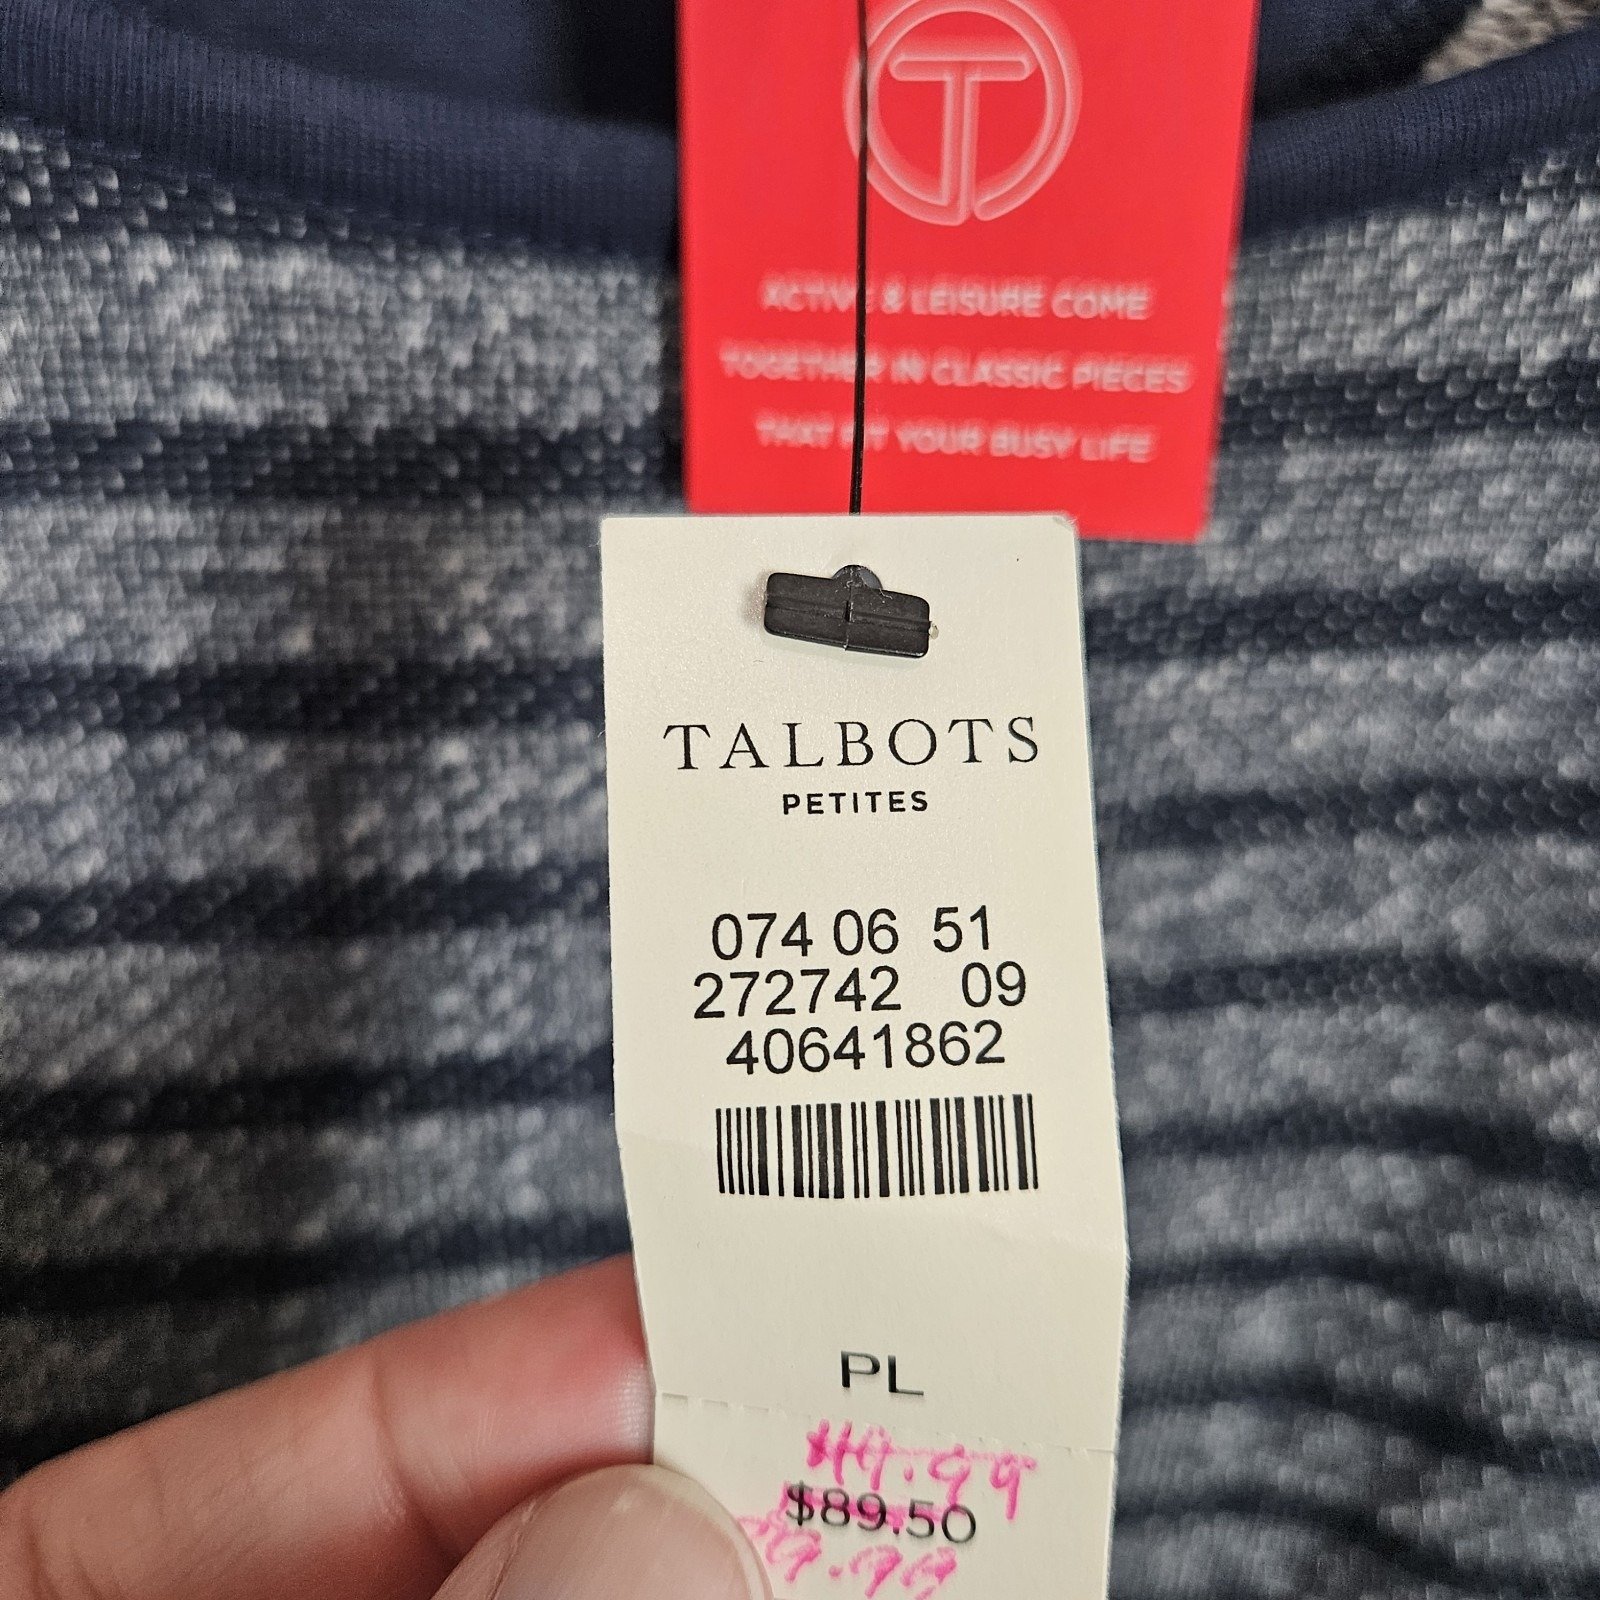 T
ACTIVE & LEISURE COME
TOGETHER IN CLASSIC PIECES
THAT FIT YOUR BUSY LIFE
TALBOTS
PETITES
074 06 51
272742 09
40641862
PL
$89.50